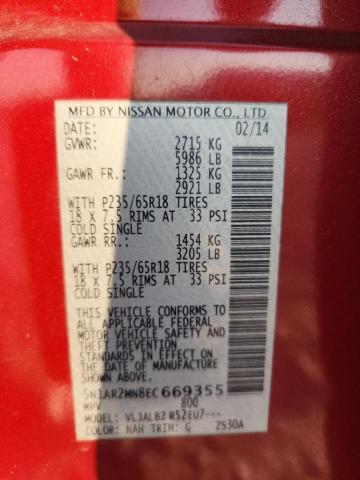 MFD BY NISSAN MOTOR CO., LTD.
DATE: 02/14
GVWR: 2715 KG
5986 LB
GAWR FR.: 1325 KG
2921 LB
WITH P235/65R18 TIRES
18 X 7.5 RIMS AT 33 PSI
COLD SINGLE
GAWR RR: 1454 KG
3205 LB
WITH P235/65R18 TIRES
18 X 7.5 RIMS AT 33 PSI
COLD SINGLE
THIS VEHICLE CONFORMS TO
ALL APPLICABLE FEDERAL
MOTOR VEHICLE SAFETY
STANDARDS IN EFFECT ON
THE DATE OF MANUFACTURE
SHOWN ABOVE.
5N1AR2MN8EC669355
MPV 800
MODEL: VLJALBZ R52EU7---
COLOR: NAH TRIM: G 2530A